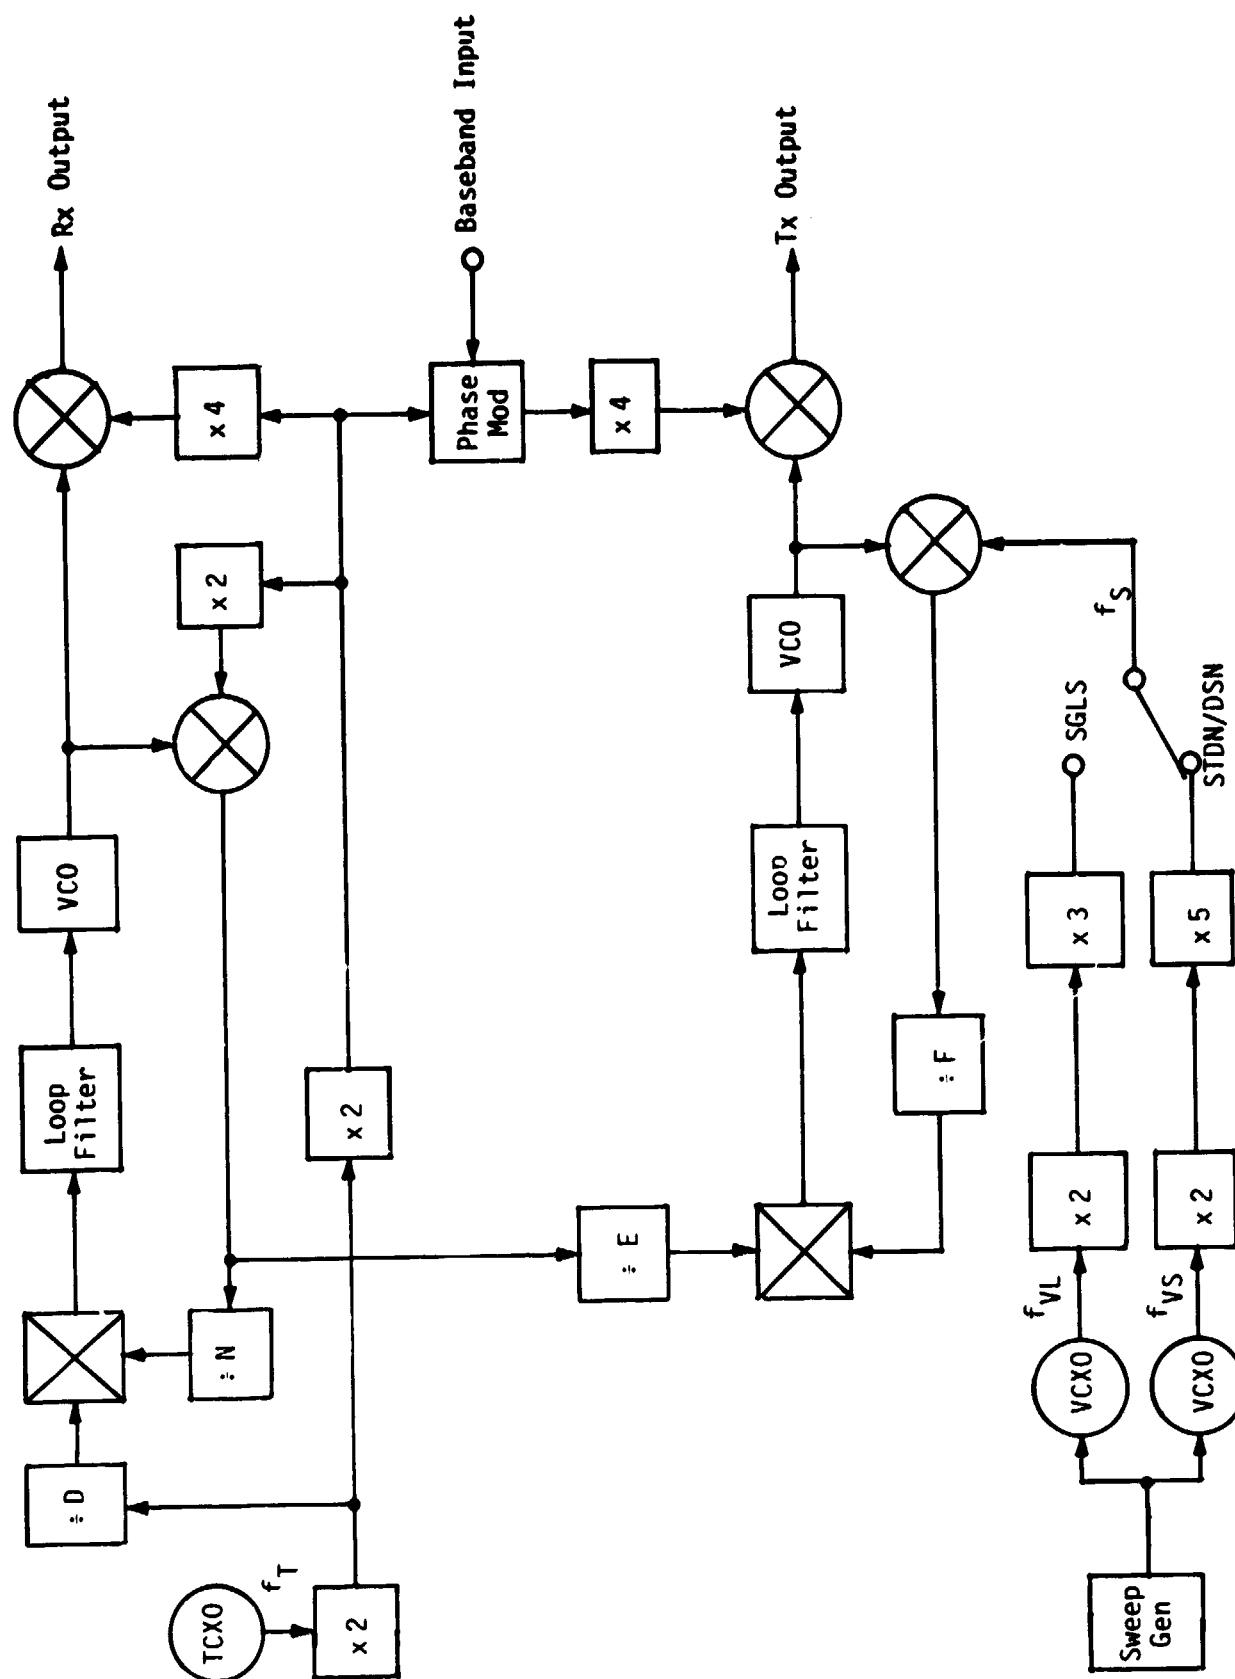 TCXO
f_T
x 2
÷ D
÷ N
Loop
Filter
VCO
x 2
x 2
x 4
Rx Output
Phase
Mod
Baseband Input
x 4
Tx Output
÷ E
Loop
Filter
VCO
÷ F
f_S
Sweep
Gen
VCXO
f_VL
x 2
x 3
SGLS
VCXO
f_VS
x 2
x 5
STDN/DSN